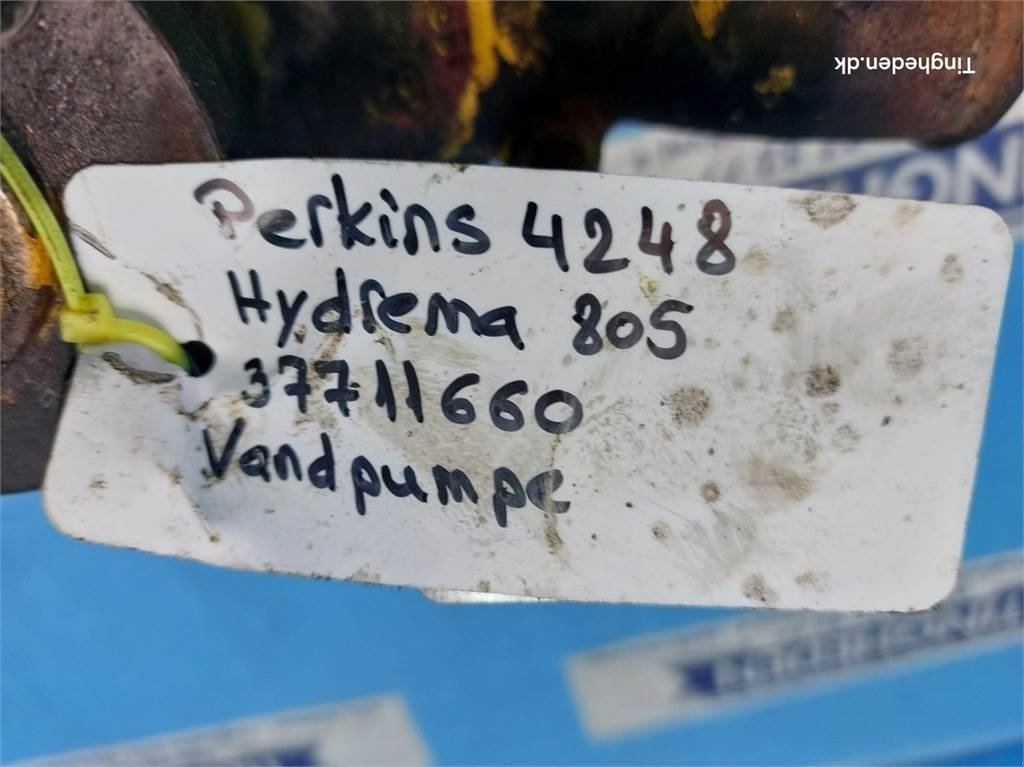 Tingheden.dk
Perkins 4248
Hydrema 805
37711660
Vandpumpe